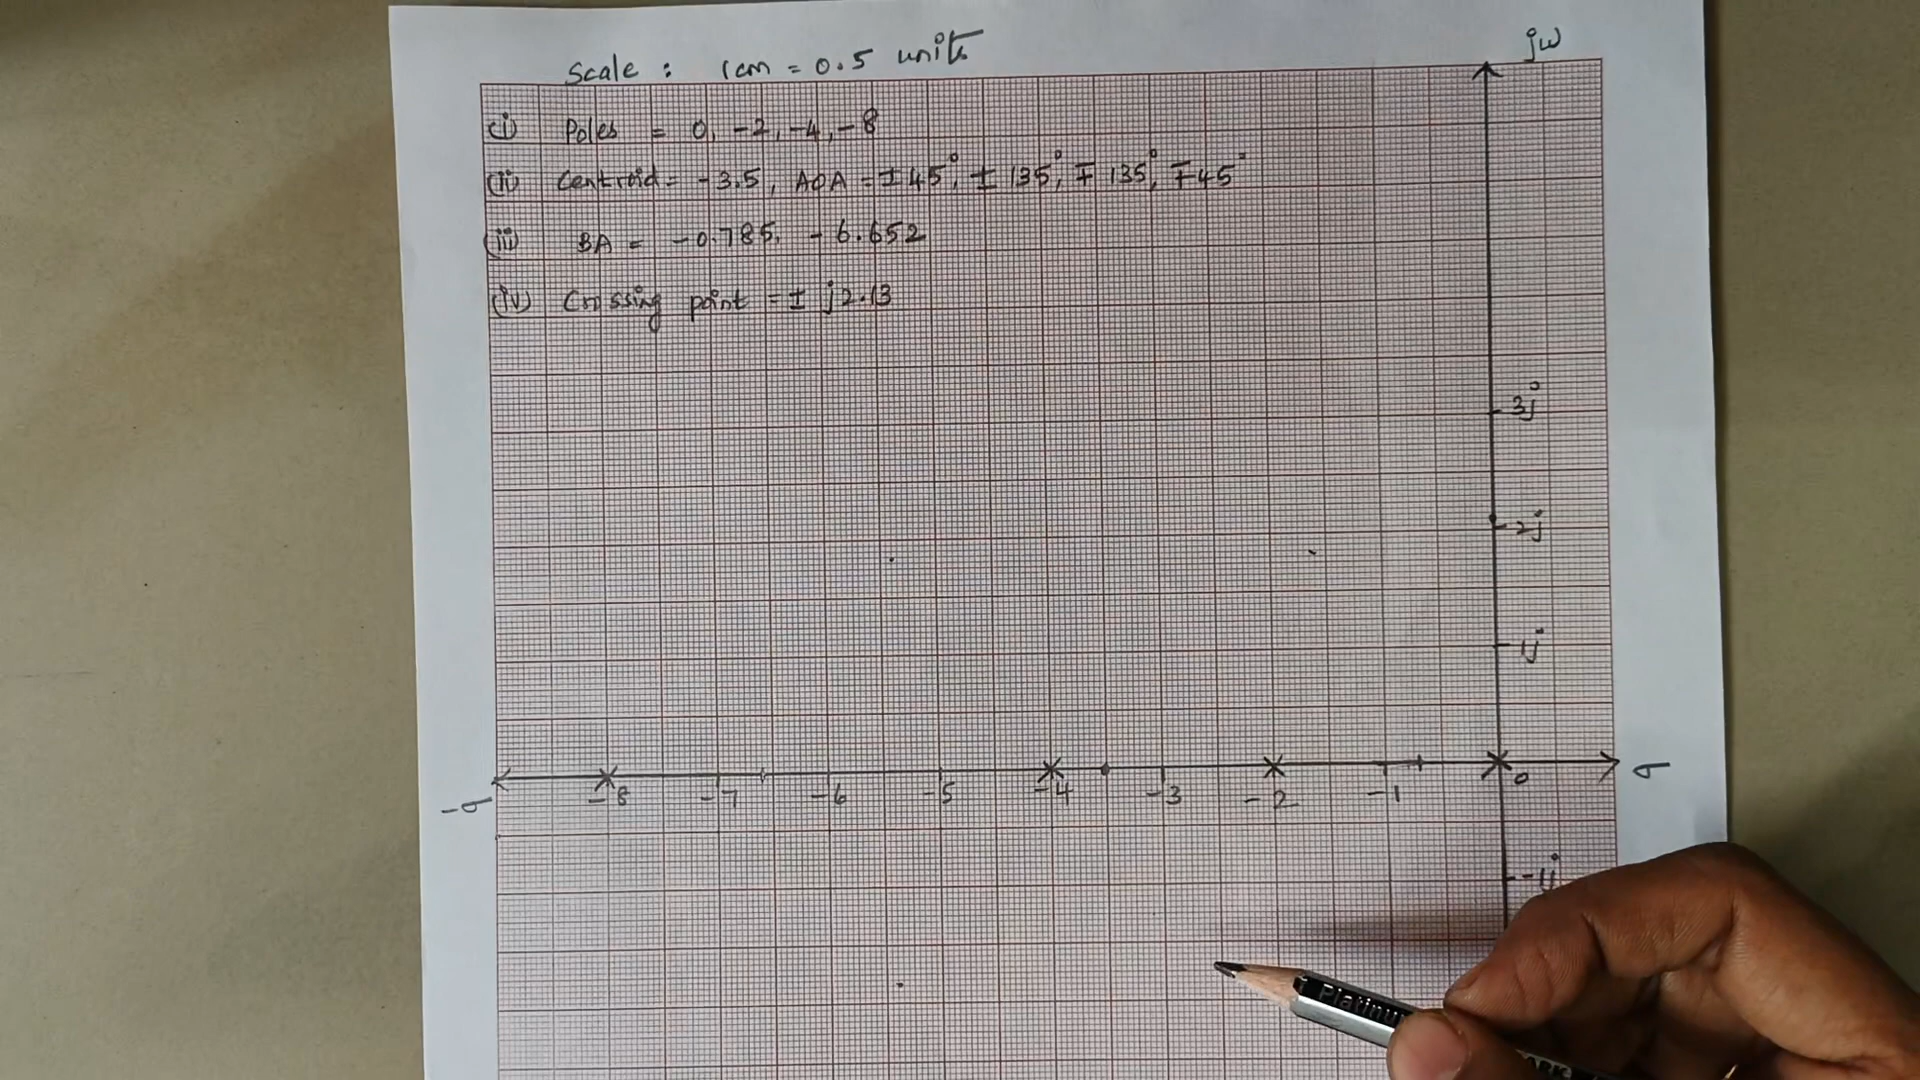 Scale : 1cm = 0.5 units
jω
(i) Poles = 0, -2, -4, -8
(ii) Centroid = -3.5, AOA = ±45°, ±135°, ∓135°, ∓45°
(iii) BA = -0.785, -6.652
(iv) Crossing point = ± j2.13
3j
2j
1j
-σ -8 -7 -6 -5 -4 -3 -2 -1 0 σ
-1j
Platinu